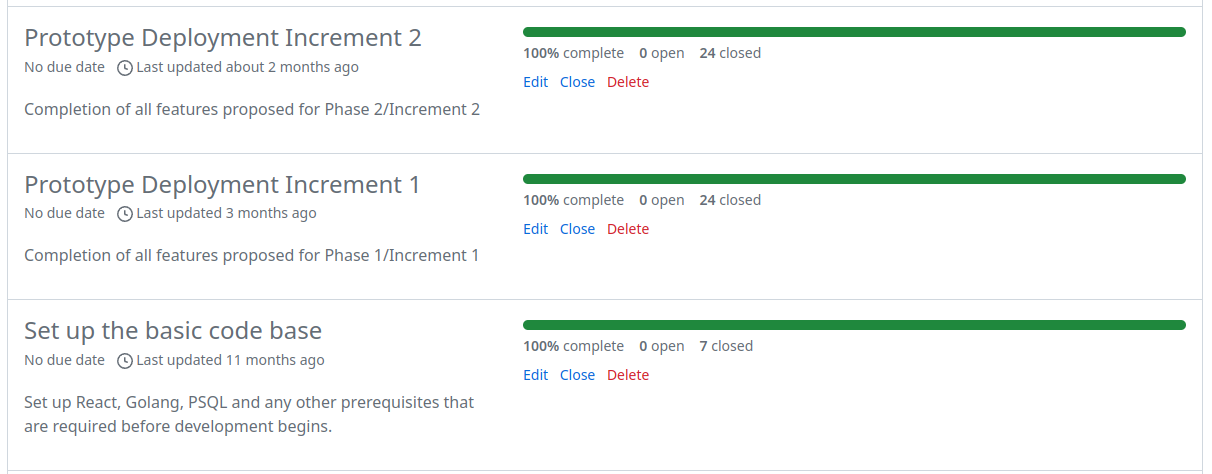 Prototype Deployment Increment 2
No due date Last updated about 2 months ago
Completion of all features proposed for Phase 2/Increment 2
100% complete 0 open 24 closed
Edit Close Delete
Prototype Deployment Increment 1
No due date Last updated 3 months ago
Completion of all features proposed for Phase 1/Increment 1
100% complete 0 open 24 closed
Edit Close Delete
Set up the basic code base
No due date Last updated 11 months ago
Set up React, Golang, PSQL and any other prerequisites that
are required before development begins.
100% complete 0 open 7 closed
Edit Close Delete